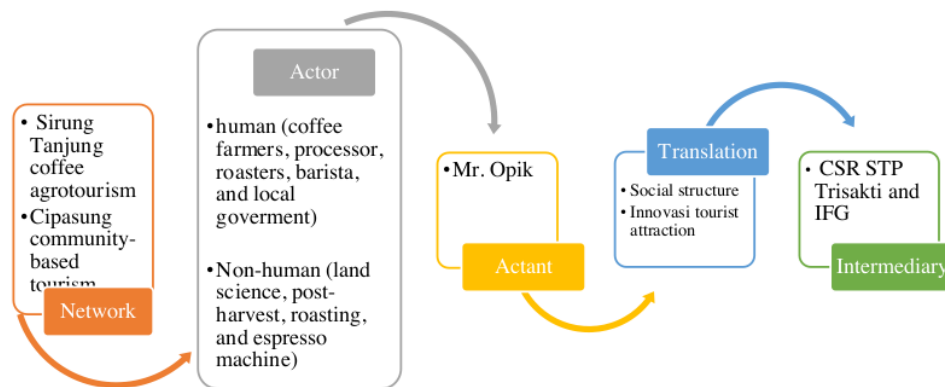 • Sirung
Tanjung
coffee
agrotourism
•Cipasung
community-
based
tourism
Network
Actor
•human (coffee
farmers, processor,
roasters, barista,
and local
goverment)
•Non-human (land
science, post-
harvest, roasting,
and espresso
machine)
•Mr. Opik
Actant
Translation
•Social structure
•Innovasi tourist
attraction
• CSR STP
Trisakti and
IFG
Intermediary